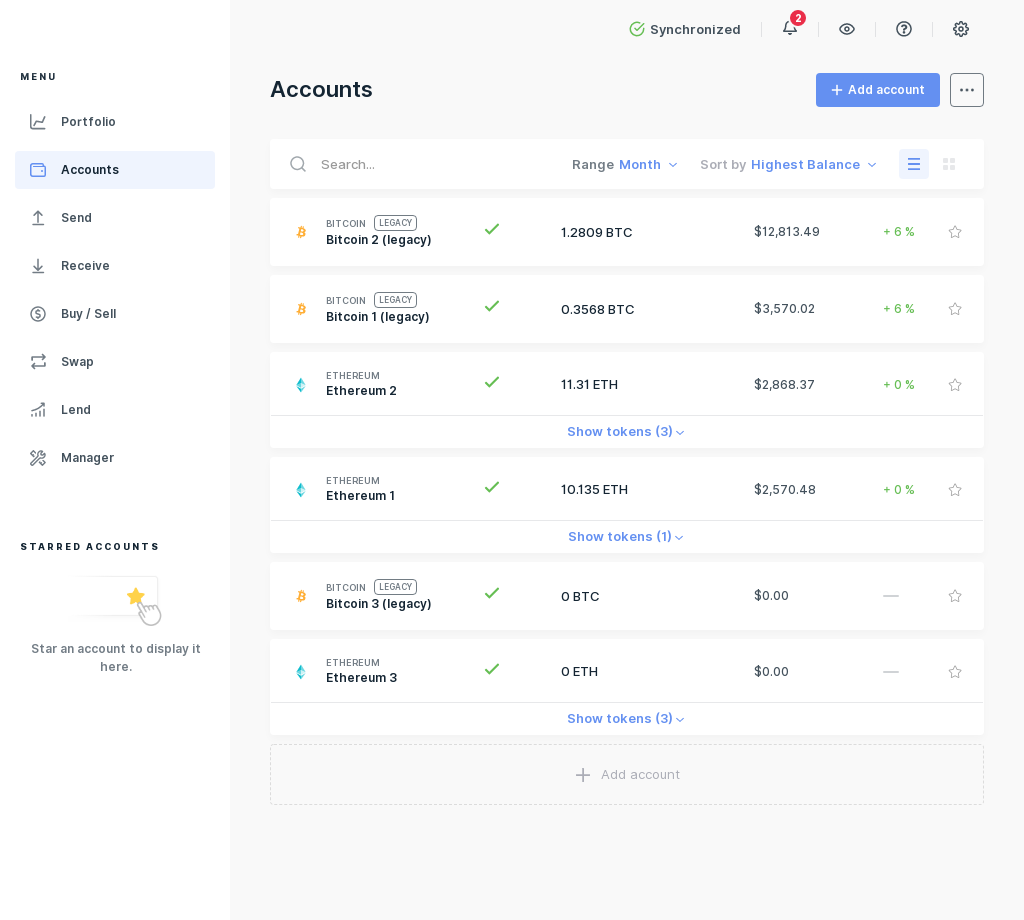 Synchronized
2
MENU
Portfolio
Accounts
Send
Receive
Buy / Sell
Swap
Lend
Manager
STARRED ACCOUNTS
Star an account to display it
here.
Accounts
Add account
Search...
Range Month
Sort by Highest Balance
BITCOIN LEGACY
Bitcoin 2 (legacy)
1.2809 BTC
$12,813.49
+ 6 %
BITCOIN LEGACY
Bitcoin 1 (legacy)
0.3568 BTC
$3,570.02
+ 6 %
ETHEREUM
Ethereum 2
11.31 ETH
$2,868.37
+ 0 %
Show tokens (3)
ETHEREUM
Ethereum 1
10.135 ETH
$2,570.48
+ 0 %
Show tokens (1)
BITCOIN LEGACY
Bitcoin 3 (legacy)
0 BTC
$0.00
—
ETHEREUM
Ethereum 3
0 ETH
$0.00
—
Show tokens (3)
Add account